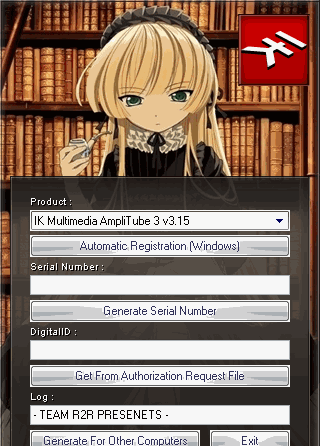 Product :
IK Multimedia AmpliTube 3 v3.15
Automatic Registration (Windows)
Serial Number :
Generate Serial Number
DigitalID :
Get From Authorization Request File
Log :
- TEAM R2R PRESENETS -
Generate For Other Computers
Exit